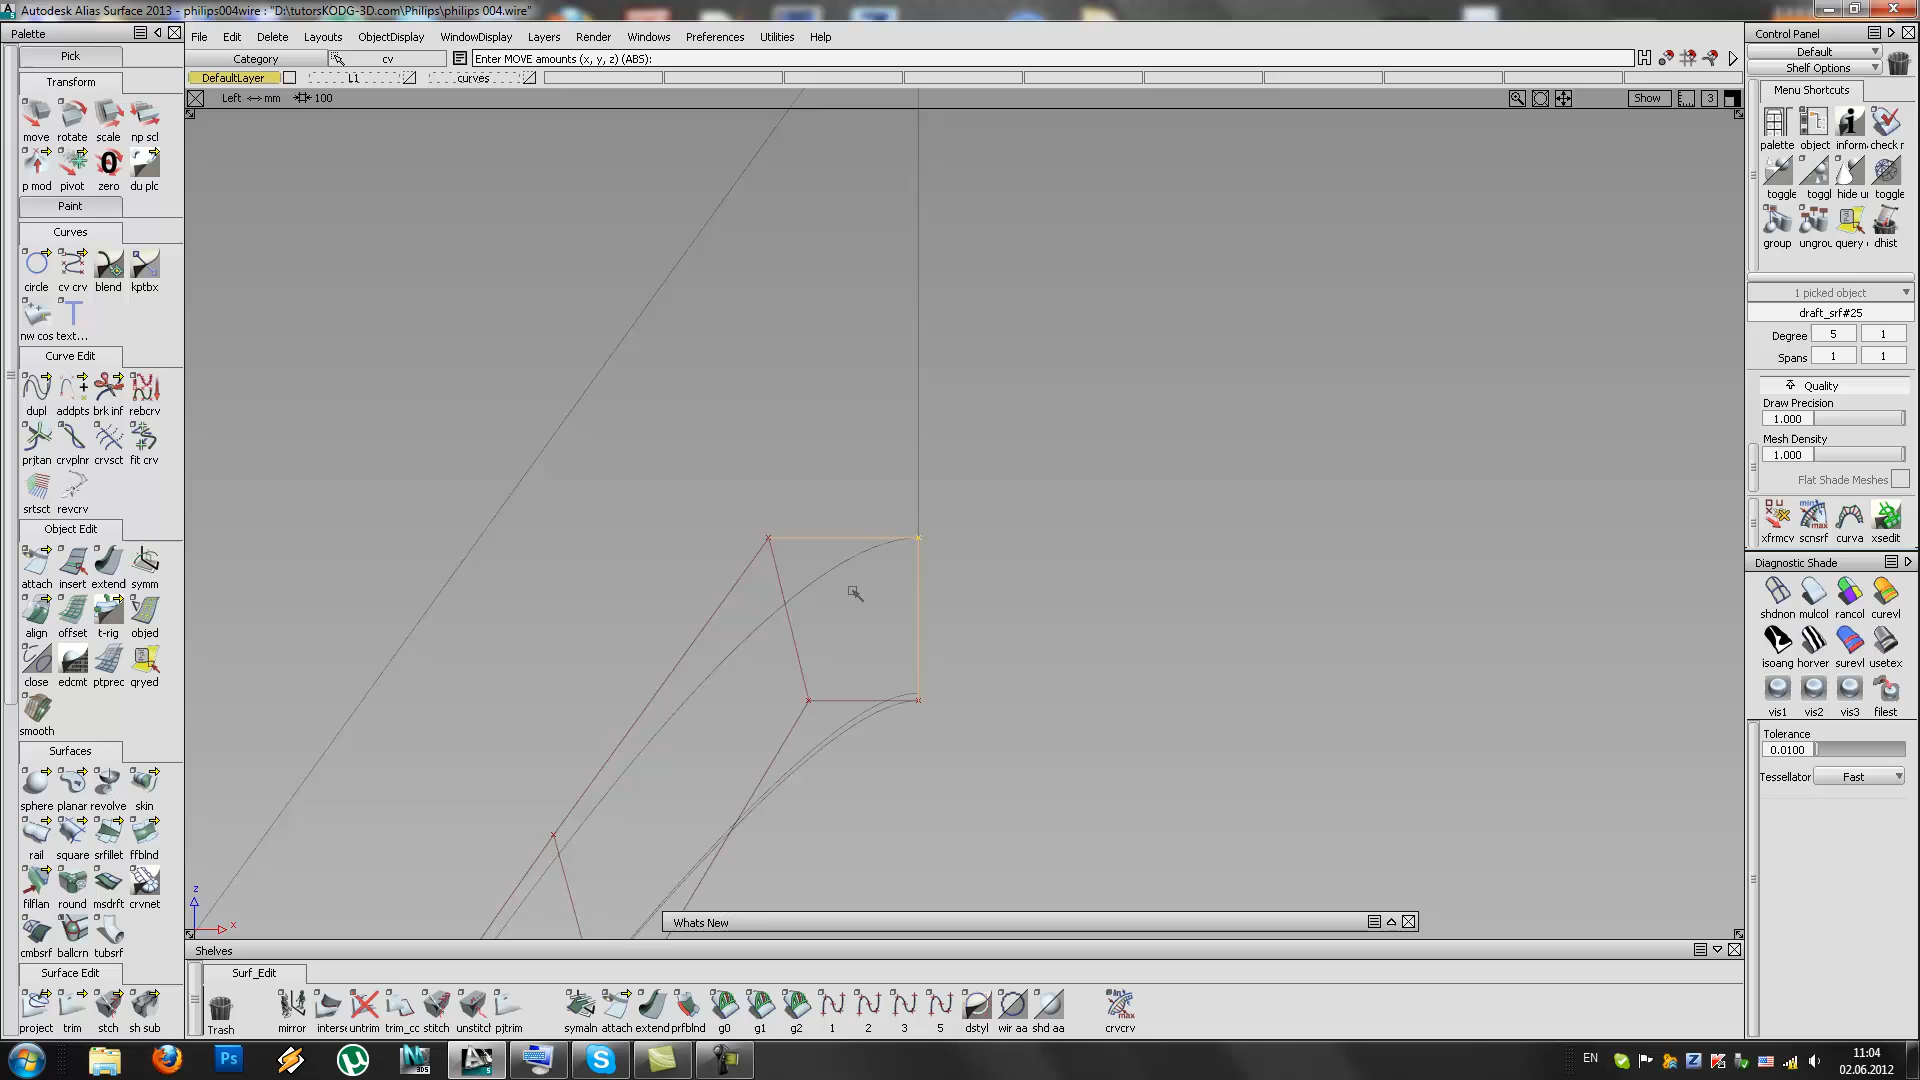 Autodesk Alias Surface 2013 - philips004wire : "D:\tutorsKODG-3D.com\Philips\philips 004.wire"
Palette
File Edit Delete Layouts ObjectDisplay WindowDisplay Layers Render Windows Preferences Utilities Help
Control Panel
Pick
Category cv Enter MOVE amounts (x, y, z) (ABS):
Default
Shelf Options
DefaultLayer L1 curves
Transform
Left mm 100
Show 3
Menu Shortcuts
move rotate scale np scl
palette object inform check r
p mod pivot zero du plc
toggle toggl hide u toggle
Paint
Curves
group ungrou query dhist
circle cv crv blend kptbx
1 picked object
draft_srf#25
nw cos text...
Degree 5 1
Curve Edit
Spans 1 1
Quality
dupl addpts brk inf rebcrv
Draw Precision
1.000
Mesh Density
prjtan crvplnr crvsct fit crv
1.000
Flat Shade Meshes
srtsct revcrv
Object Edit
xfrmcv scnsrf curva xsedit
attach insert extend symm
Diagnostic Shade
align offset t-rig objed
shdnon mulcol rancol curevl
close edcmt ptprec qryed
isoang horver surevl usetex
smooth
vis1 vis2 vis3 filest
Surfaces
Tolerance
0.0100
sphere planar revolve skin
Tessellator Fast
rail square srfillet ffblnd
filflan round msdrft crvnet
z
x
Whats New
cmbsrf ballcrn tubsrf
Shelves
Surface Edit
Surf_Edit
project trim stch sh sub
Trash mirror interse untrim trim_cc stitch unstitch pjtrim symaln attach extend prfblnd g0 g1 g2 1 2 3 5 dstyl wir aa shd aa crvcrv
Ps
EN
11:04
02.06.2012